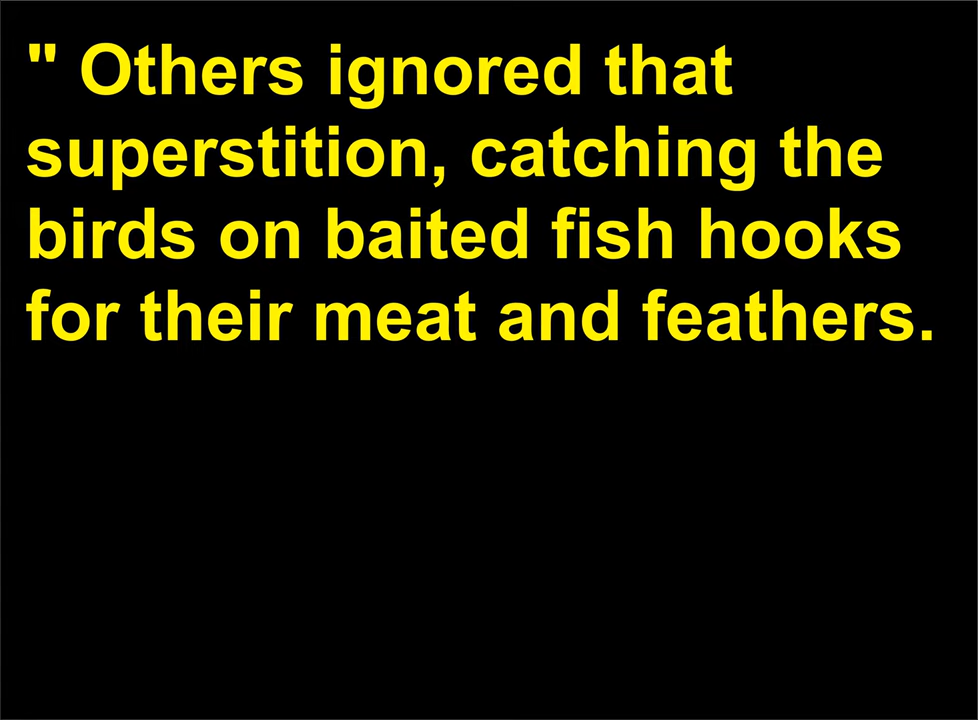 " Others ignored that
superstition, catching the
birds on baited fish hooks
for their meat and feathers.